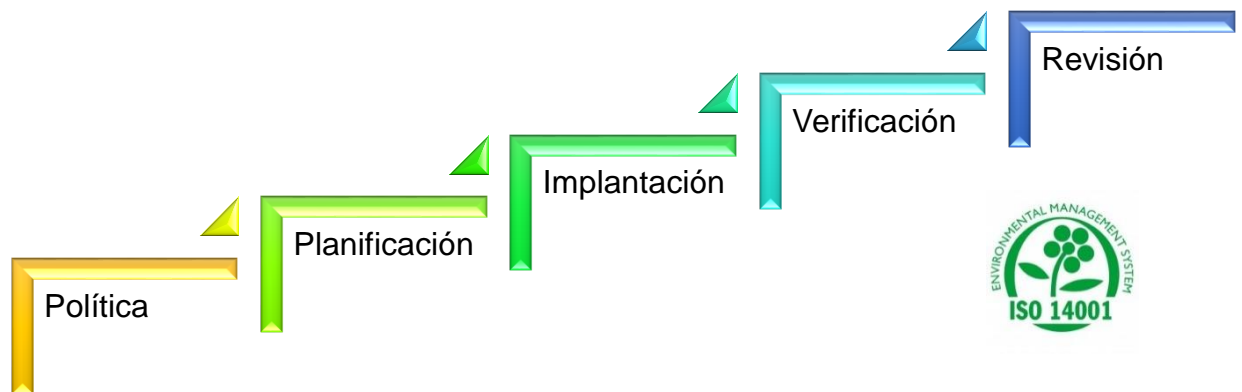 Política
Planificación
Implantación
Verificación
Revisión
ENVIRONMENTAL MANAGEMENT SYSTEM
ISO 14001